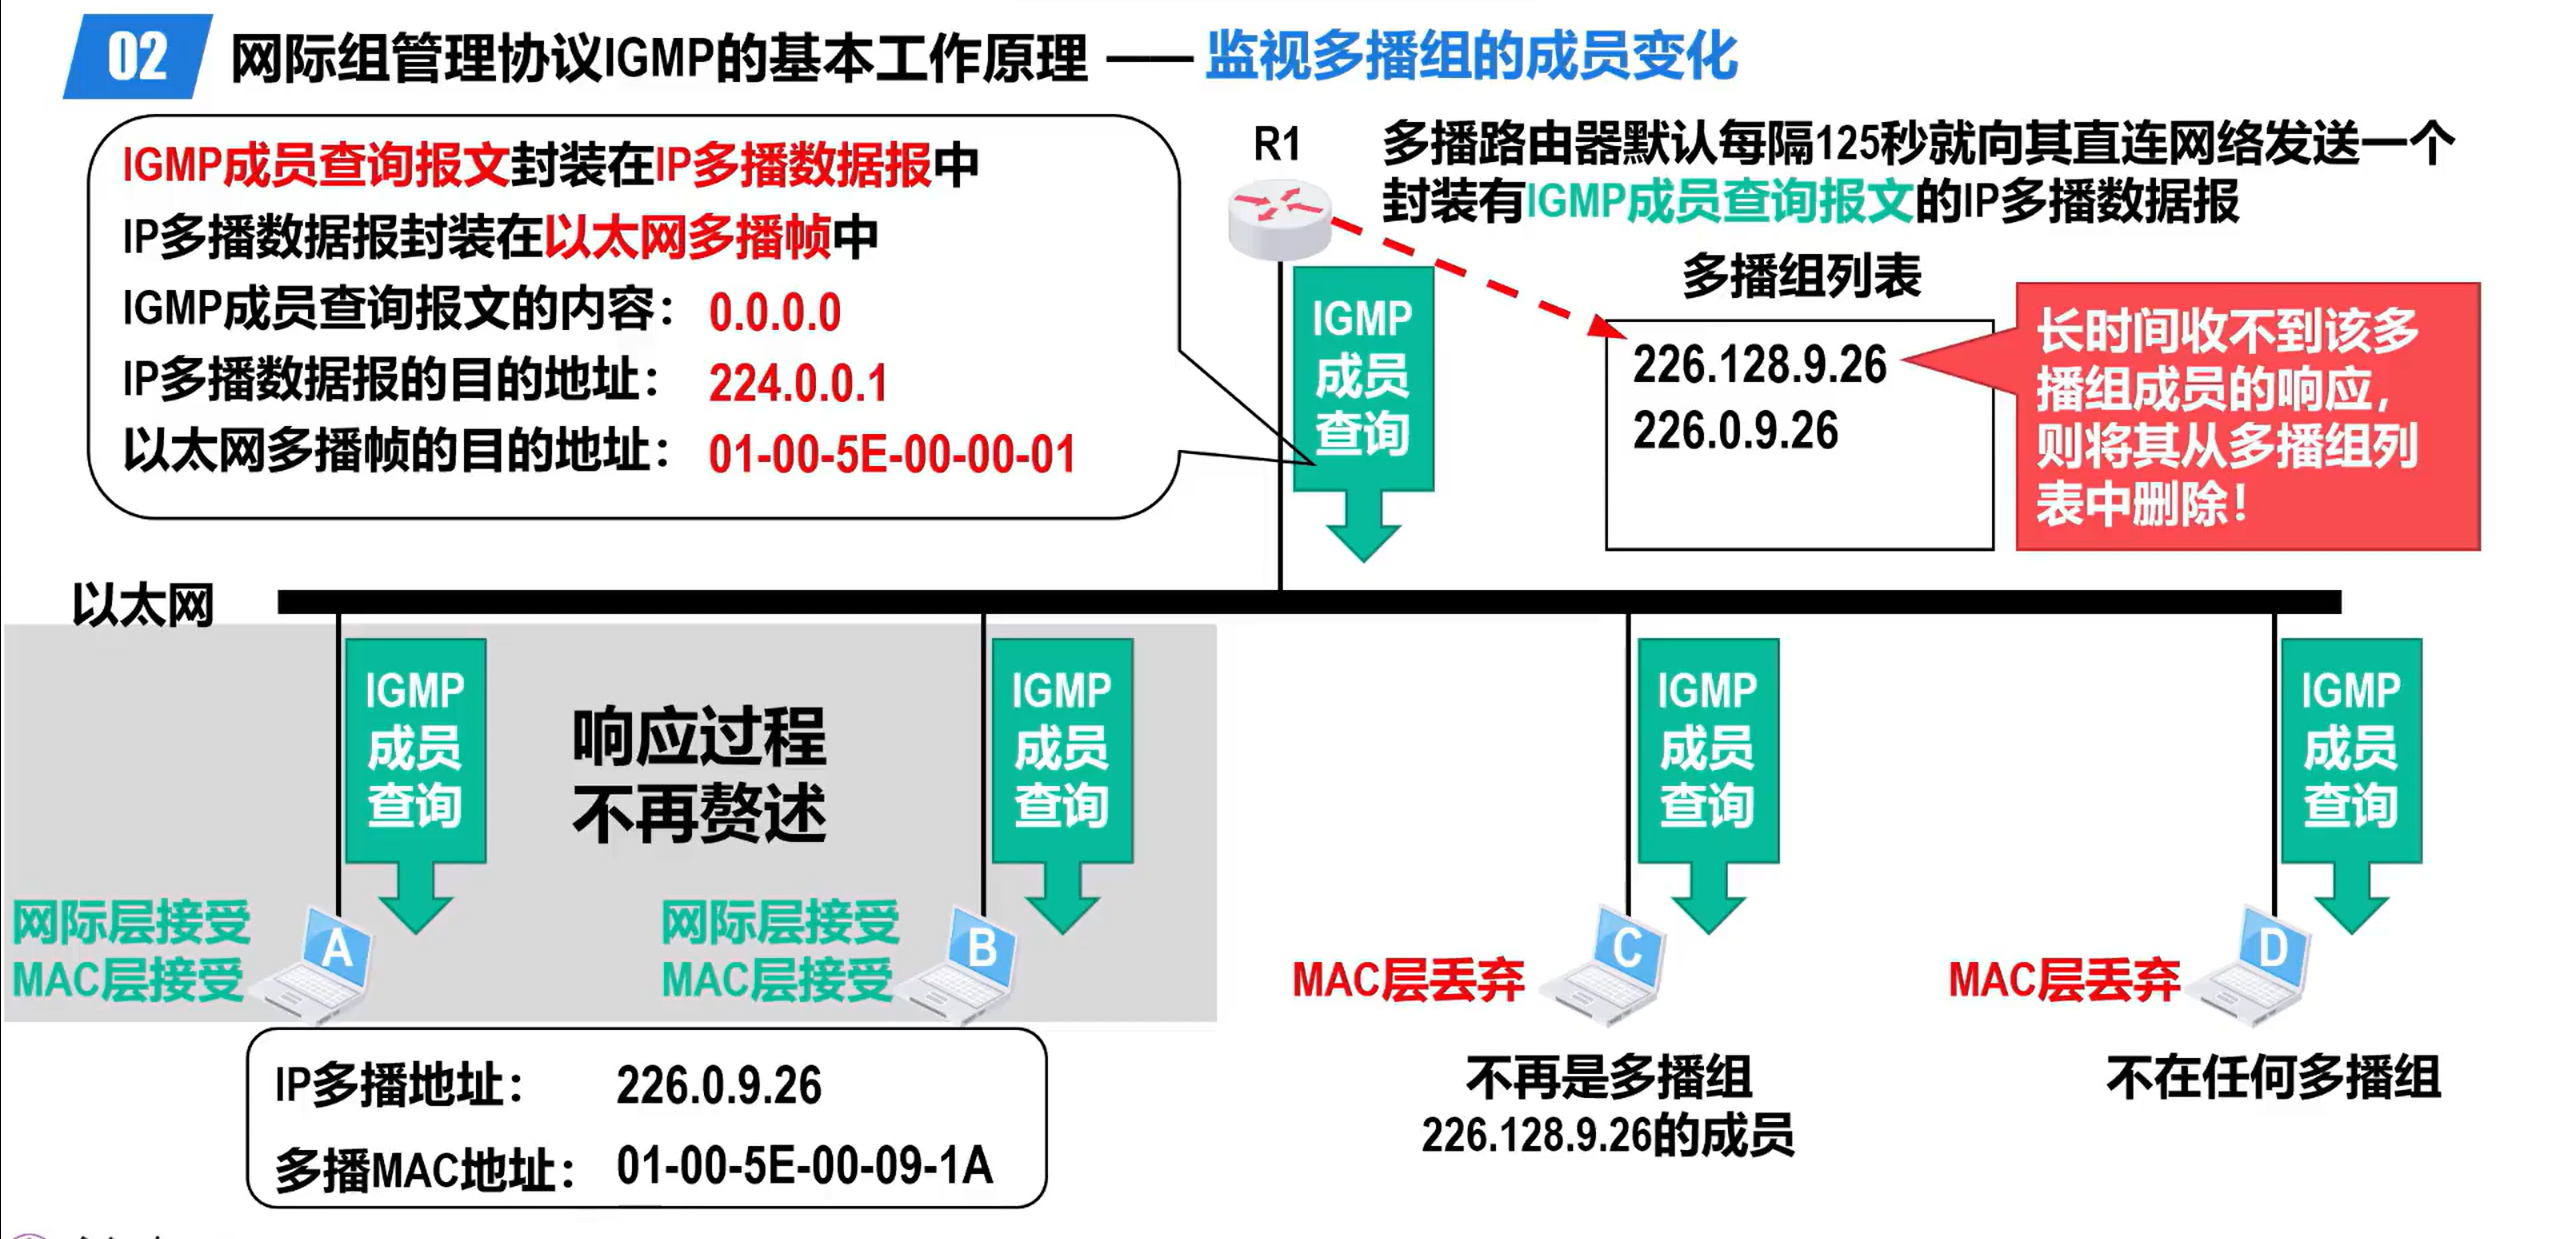 02
网际组管理协议IGMP的基本工作原理 —— 监视多播组的成员变化
IGMP成员查询报文封装在IP多播数据报中
IP多播数据报封装在以太网多播帧中
IGMP成员查询报文的内容： 0.0.0.0
IP多播数据报的目的地址： 224.0.0.1
以太网多播帧的目的地址： 01-00-5E-00-00-01
R1
多播路由器默认每隔125秒就向其直连网络发送一个
封装有IGMP成员查询报文的IP多播数据报
IGMP
成员
查询
多播组列表
226.128.9.26
226.0.9.26
长时间收不到该多
播组成员的响应，
则将其从多播组列
表中删除！
以太网
IGMP
成员
查询
响应过程
不再赘述
IGMP
成员
查询
IGMP
成员
查询
IGMP
成员
查询
网际层接受
MAC层接受
A
网际层接受
MAC层接受
B
MAC层丢弃
C
MAC层丢弃
D
IP多播地址： 226.0.9.26
多播MAC地址： 01-00-5E-00-09-1A
不再是多播组
226.128.9.26的成员
不在任何多播组